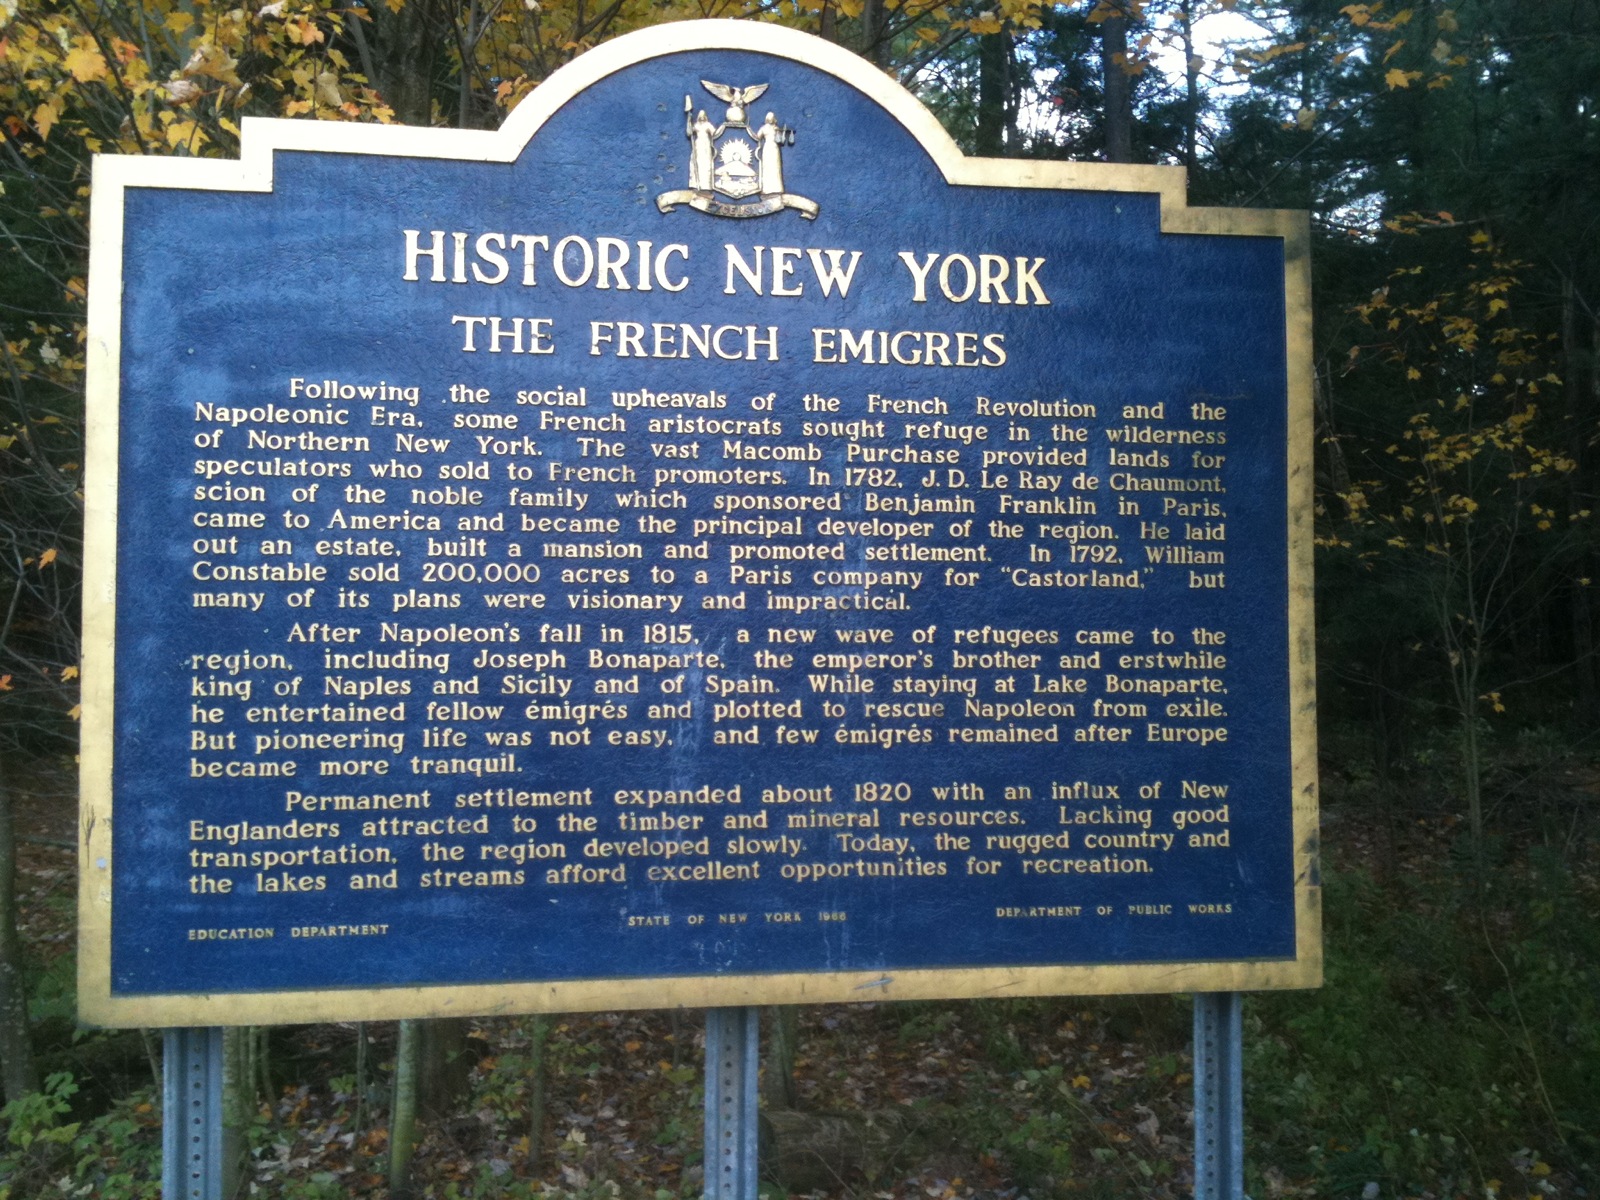 HISTORIC NEW YORK
THE FRENCH EMIGRES
Following the social upheavals of the French Revolution and the
Napoleonic Era, some French aristocrats sought refuge in the wilderness
of Northern New York. The vast Macomb Purchase provided lands for
speculators who sold to French promoters. In 1782, J. D. Le Ray de Chaumont,
scion of the noble family which sponsored Benjamin Franklin in Paris,
came to America and became the principal developer of the region. He laid
out an estate, built a mansion and promoted settlement. In 1792, William
Constable sold 200,000 acres to a Paris company for "Castorland," but
many of its plans were visionary and impractical.
After Napoleon's fall in 1815, a new wave of refugees came to the
region, including Joseph Bonaparte, the emperor's brother and erstwhile
king of Naples and Sicily and of Spain. While staying at Lake Bonaparte,
he entertained fellow émigrés and plotted to rescue Napoleon from exile.
But pioneering life was not easy, and few émigrés remained after Europe
became more tranquil.
Permanent settlement expanded about 1820 with an influx of New
Englanders attracted to the timber and mineral resources. Lacking good
transportation, the region developed slowly. Today, the rugged country and
the lakes and streams afford excellent opportunities for recreation.
EDUCATION DEPARTMENT STATE OF NEW YORK DEPARTMENT OF PUBLIC WORKS